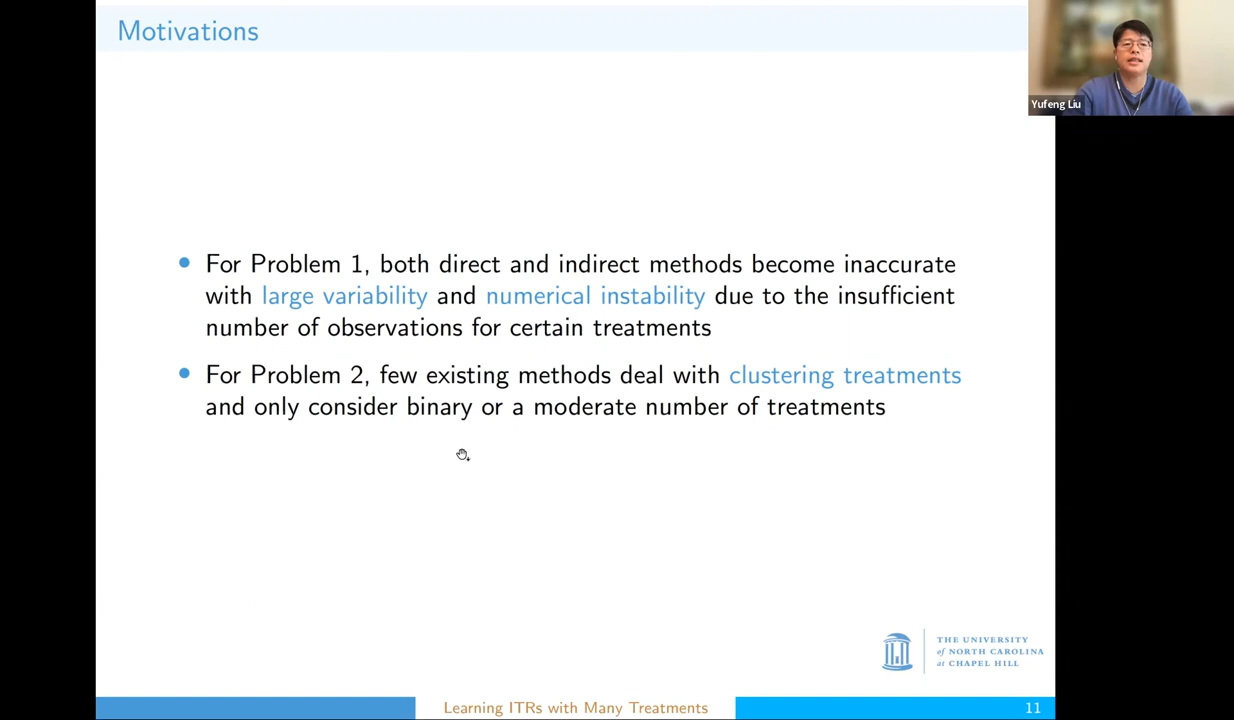 Motivations
Yufeng Liu
• For Problem 1, both direct and indirect methods become inaccurate
with large variability and numerical instability due to the insufficient
number of observations for certain treatments
• For Problem 2, few existing methods deal with clustering treatments
and only consider binary or a moderate number of treatments
THE UNIVERSITY
of NORTH CAROLINA
at CHAPEL HILL
Learning ITRs with Many Treatments
11